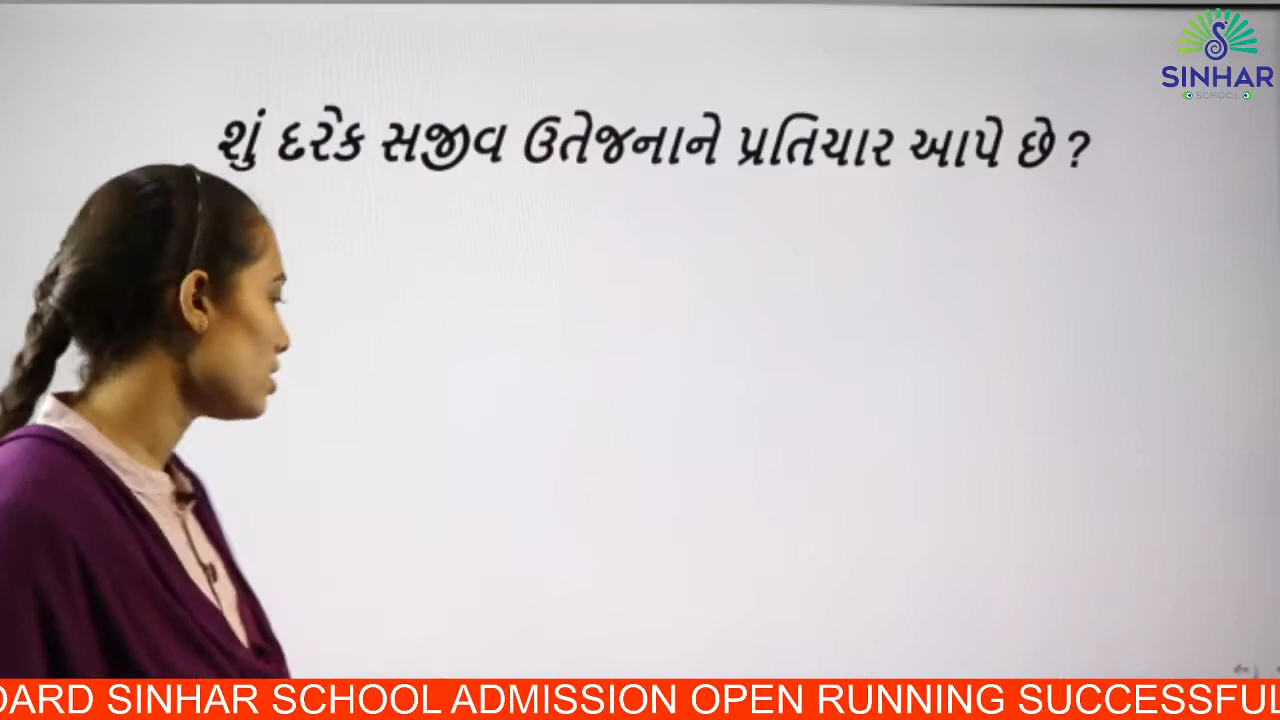 SINHAR
SCHOOL
શું દરેક સજીવ ઉતેજનાને પ્રતિચાર આપે છે ?
OARD SINHAR SCHOOL ADMISSION OPEN RUNNING SUCCESSFUL